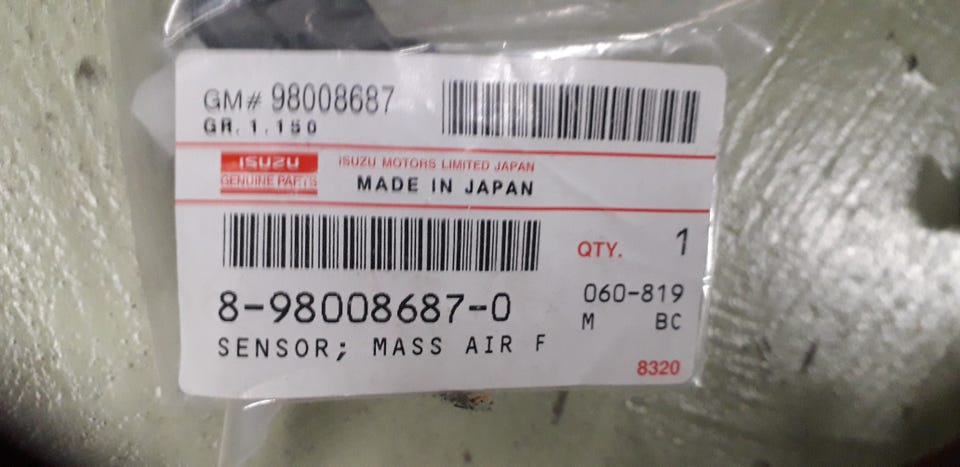 GM# 98008687
GR. 1.150
ISUZU
GENUINE PARTS
ISUZU MOTORS LIMITED JAPAN
MADE IN JAPAN
QTY. 1
8-98008687-0
060-819
M BC
SENSOR; MASS AIR F
8320